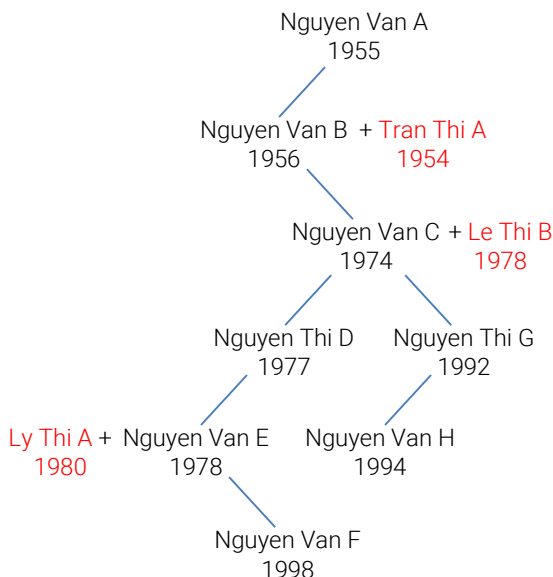 Nguyen Van A
1955
Nguyen Van B + Tran Thi A
1956 1954
Nguyen Van C + Le Thi B
1974 1978
Nguyen Thi D Nguyen Thi G
1977 1992
Ly Thi A + Nguyen Van E Nguyen Van H
1980 1978 1994
Nguyen Van F
1998